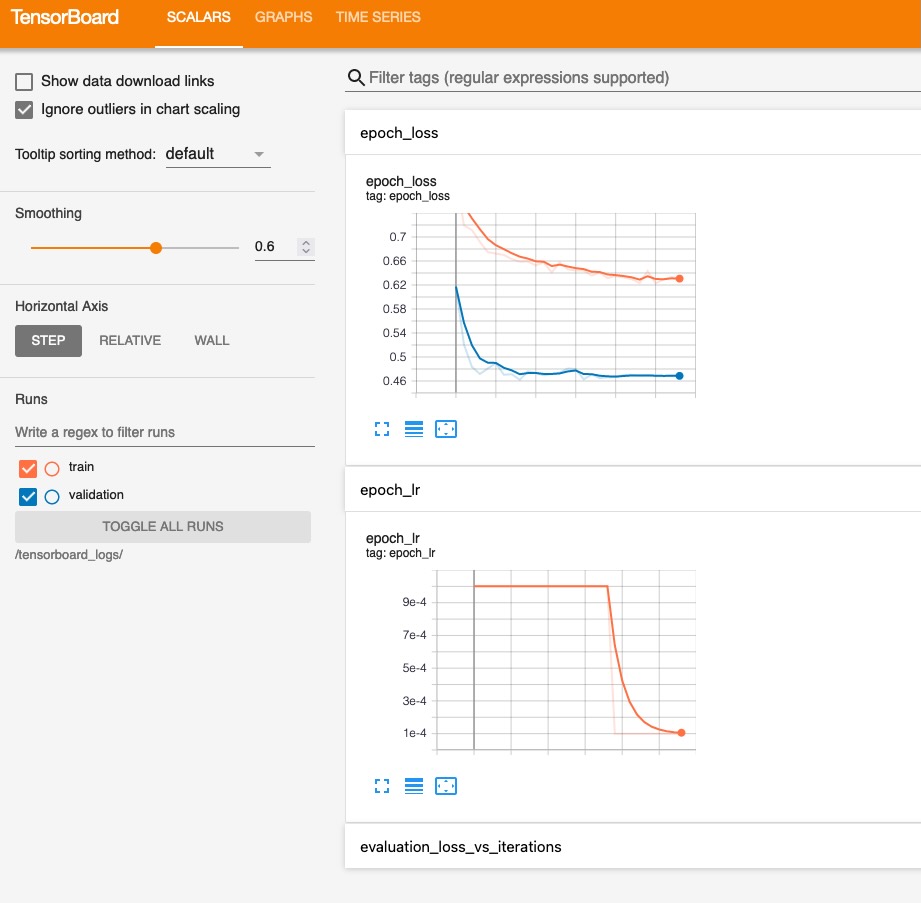 TensorBoard
SCALARS GRAPHS TIME SERIES
Show data download links
Ignore outliers in chart scaling
Tooltip sorting method: default
Smoothing
0.6
Horizontal Axis
STEP RELATIVE WALL
Runs
Write a regex to filter runs
train
validation
TOGGLE ALL RUNS
/tensorboard_logs/
Filter tags (regular expressions supported)
epoch_loss
epoch_loss
tag: epoch_loss
0.7
0.66
0.62
0.58
0.54
0.5
0.46
epoch_lr
epoch_lr
tag: epoch_lr
9e-4
7e-4
5e-4
3e-4
1e-4
evaluation_loss_vs_iterations